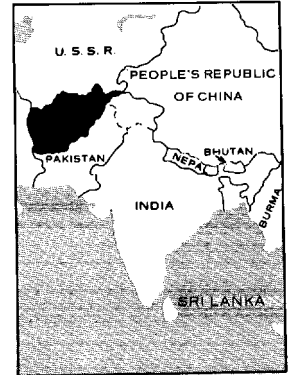 U. S. S. R.
PEOPLE'S REPUBLIC
OF CHINA
PAKISTAN
NEPAL
BHUTAN
INDIA
BURMA
SRI LANKA